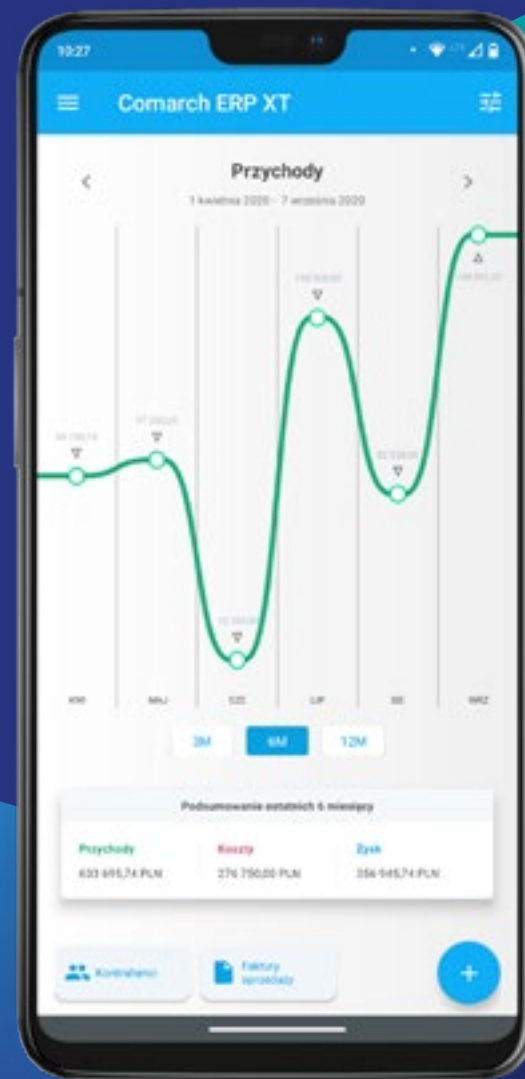 10:27
Comarch ERP XT
Przychody
1 kwietnia 2020 - 7 września 2020
KWI MAJ CZE LIP SIE WRZ
3M 6M 12M
Podsumowanie ostatnich 6 miesięcy
Przychody Koszty Zysk
633 695,74 PLN 276 750,00 PLN 356 945,74 PLN
Kontrahenci
Faktury
sprzedaży